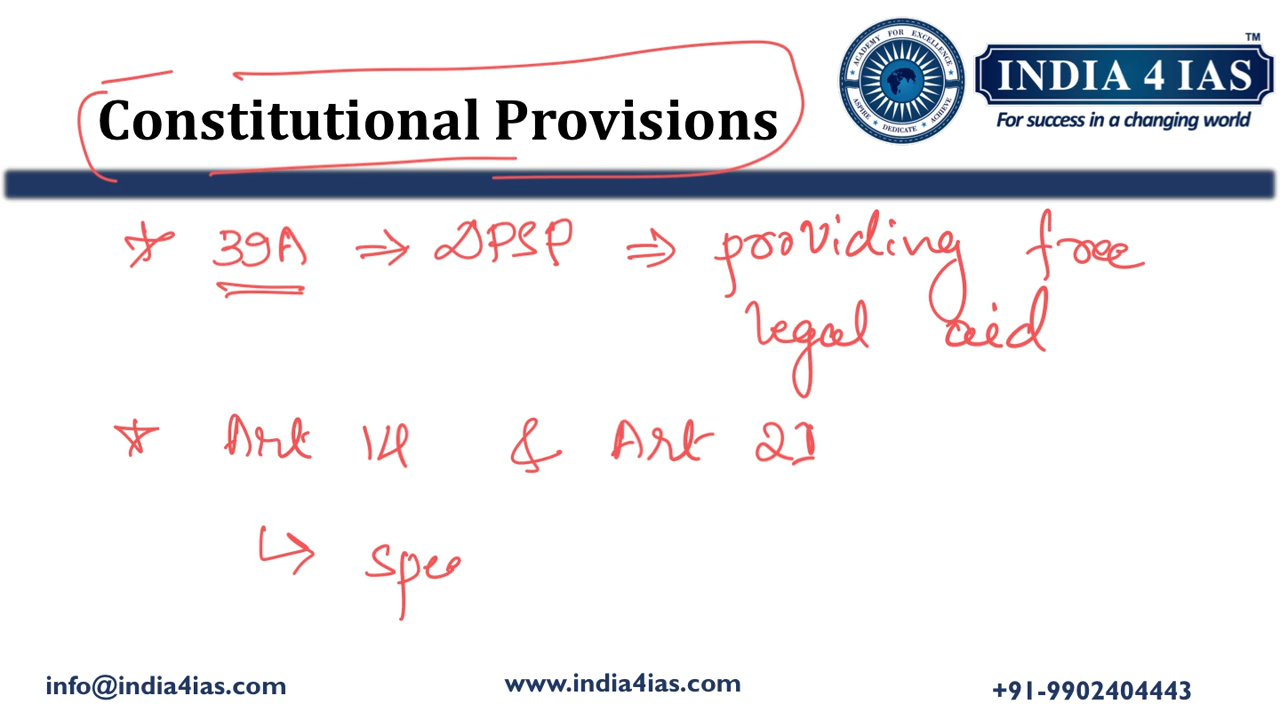 ACADEMY FOR EXCELLENCE
ASPIRE ★ DEDICATE ★ ACHIEVE
INDIA 4 IAS
TM
For success in a changing world
Constitutional Provisions
★ 39A ⇒ DPSP ⇒ providing free
legal aid
★ Art 14 & Art 21
↳ spee
info@india4ias.com
www.india4ias.com
+91-9902404443